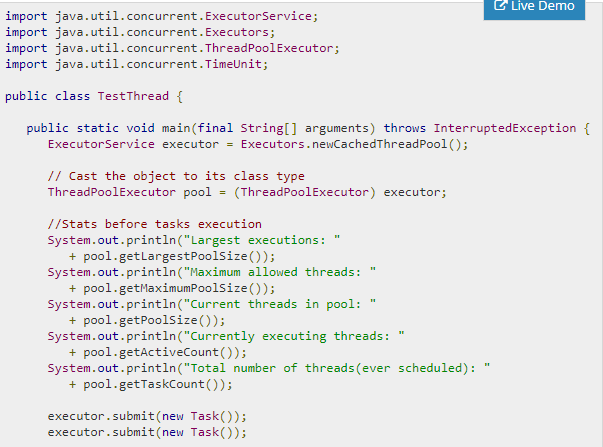 Live Demo
import java.util.concurrent.ExecutorService;
import java.util.concurrent.Executors;
import java.util.concurrent.ThreadPoolExecutor;
import java.util.concurrent.TimeUnit;

public class TestThread {

   public static void main(final String[] arguments) throws InterruptedException {
      ExecutorService executor = Executors.newCachedThreadPool();

      // Cast the object to its class type
      ThreadPoolExecutor pool = (ThreadPoolExecutor) executor;

      //Stats before tasks execution
      System.out.println("Largest executions: "
         + pool.getLargestPoolSize());
      System.out.println("Maximum allowed threads: "
         + pool.getMaximumPoolSize());
      System.out.println("Current threads in pool: "
         + pool.getPoolSize());
      System.out.println("Currently executing threads: "
         + pool.getActiveCount());
      System.out.println("Total number of threads(ever scheduled): "
         + pool.getTaskCount());

      executor.submit(new Task());
      executor.submit(new Task());